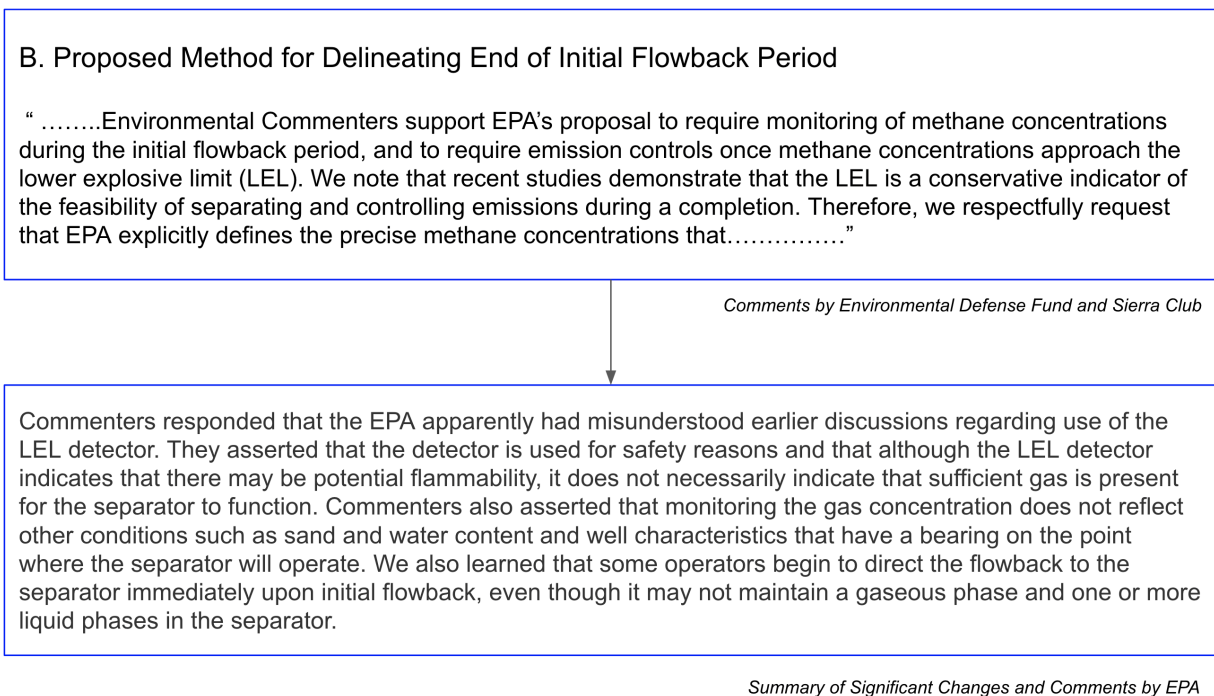 B. Proposed Method for Delineating End of Initial Flowback Period
“ ……..Environmental Commenters support EPA’s proposal to require monitoring of methane concentrations
during the initial flowback period, and to require emission controls once methane concentrations approach the
lower explosive limit (LEL). We note that recent studies demonstrate that the LEL is a conservative indicator of
the feasibility of separating and controlling emissions during a completion. Therefore, we respectfully request
that EPA explicitly defines the precise methane concentrations that……………”
Comments by Environmental Defense Fund and Sierra Club
Commenters responded that the EPA apparently had misunderstood earlier discussions regarding use of the
LEL detector. They asserted that the detector is used for safety reasons and that although the LEL detector
indicates that there may be potential flammability, it does not necessarily indicate that sufficient gas is present
for the separator to function. Commenters also asserted that monitoring the gas concentration does not reflect
other conditions such as sand and water content and well characteristics that have a bearing on the point
where the separator will operate. We also learned that some operators begin to direct the flowback to the
separator immediately upon initial flowback, even though it may not maintain a gaseous phase and one or more
liquid phases in the separator.
Summary of Significant Changes and Comments by EPA